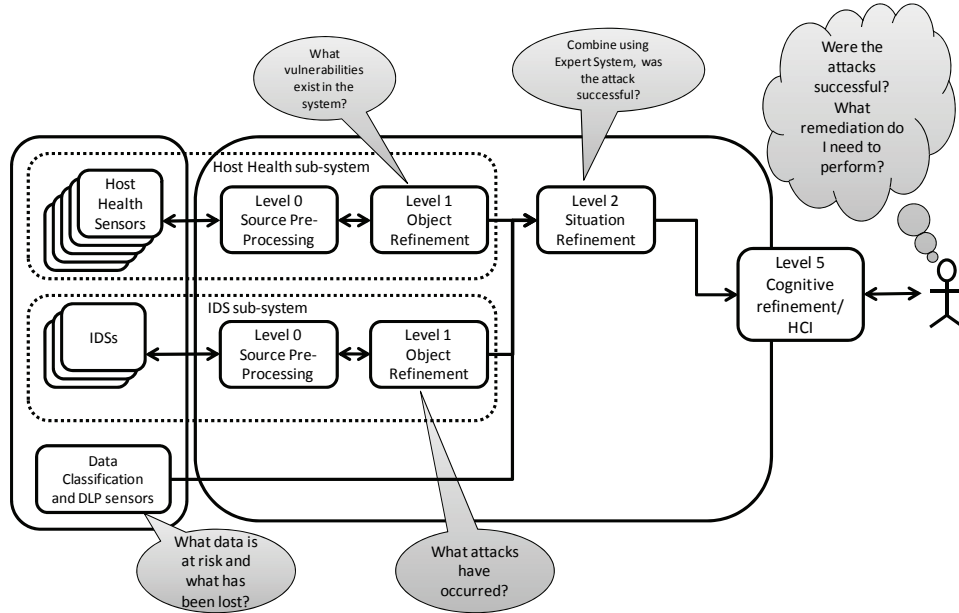 What
vulnerabilities
exist in the
system?
Combine using
Expert System, was
the attack
successful?
Were the
attacks
successful?
What
remediation do
I need to
perform?
Host Health sub-system
Host
Health
Sensors
Level 0
Source Pre-
Processing
Level 1
Object
Refinement
Level 2
Situation
Refinement
Level 5
Cognitive
refinement/
HCI
IDS sub-system
IDSs
Level 0
Source Pre-
Processing
Level 1
Object
Refinement
Data
Classification
and DLP sensors
What data is
at risk and
what has
been lost?
What attacks
have
occurred?